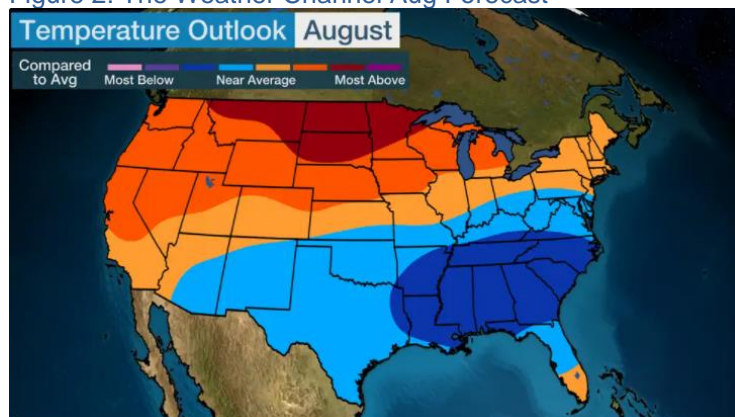 Figure 2: The Weather Channel Aug Forecast
Temperature Outlook August
Compared
to Avg
Most Below Near Average Most Above